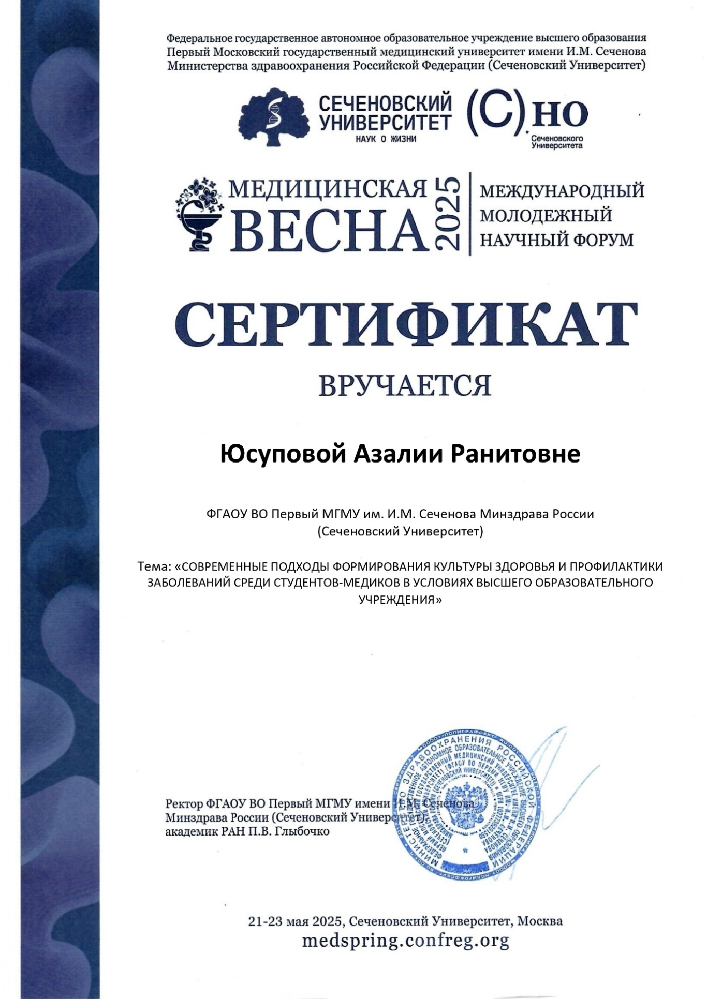 Федеральное государственное автономное образовательное учреждение высшего образования
Первый Московский государственный медицинский университет имени И.М. Сеченова
Министерства здравоохранения Российской Федерации (Сеченовский Университет)
СЕЧЕНОВСКИЙ
УНИВЕРСИТЕТ
НАУК О ЖИЗНИ
(С)*НО
Сеченовского
Университета
МЕДИЦИНСКАЯ
ВЕСНА
2025
МЕЖДУНАРОДНЫЙ
МОЛОДЕЖНЫЙ
НАУЧНЫЙ ФОРУМ
СЕРТИФИКАТ
ВРУЧАЕТСЯ
Юсуповой Азалии Ранитовне
ФГАОУ ВО Первый МГМУ им. И.М. Сеченова Минздрава России
(Сеченовский Университет)
Тема: «СОВРЕМЕННЫЕ ПОДХОДЫ ФОРМИРОВАНИЯ КУЛЬТУРЫ ЗДОРОВЬЯ И ПРОФИЛАКТИКИ
ЗАБОЛЕВАНИЙ СРЕДИ СТУДЕНТОВ-МЕДИКОВ В УСЛОВИЯХ ВЫСШЕГО ОБРАЗОВАТЕЛЬНОГО
УЧРЕЖДЕНИЯ»
Ректор ФГАОУ ВО Первый МГМУ имени И.М. Сеченова
Минздрава России (Сеченовский Университет),
академик РАН П.В. Глыбочко
МИНИСТЕРСТВО ЗДРАВООХРАНЕНИЯ РОССИЙСКОЙ ФЕДЕРАЦИИ
21-23 мая 2025, Сеченовский Университет, Москва
medspring.confreg.org